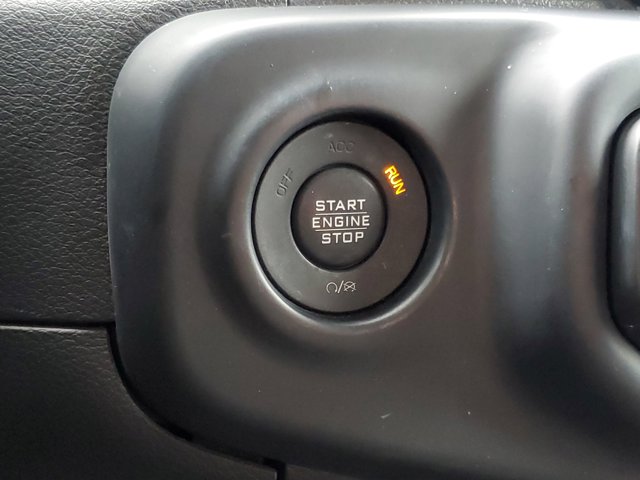 ACC
OFF
RUN
START
ENGINE
STOP